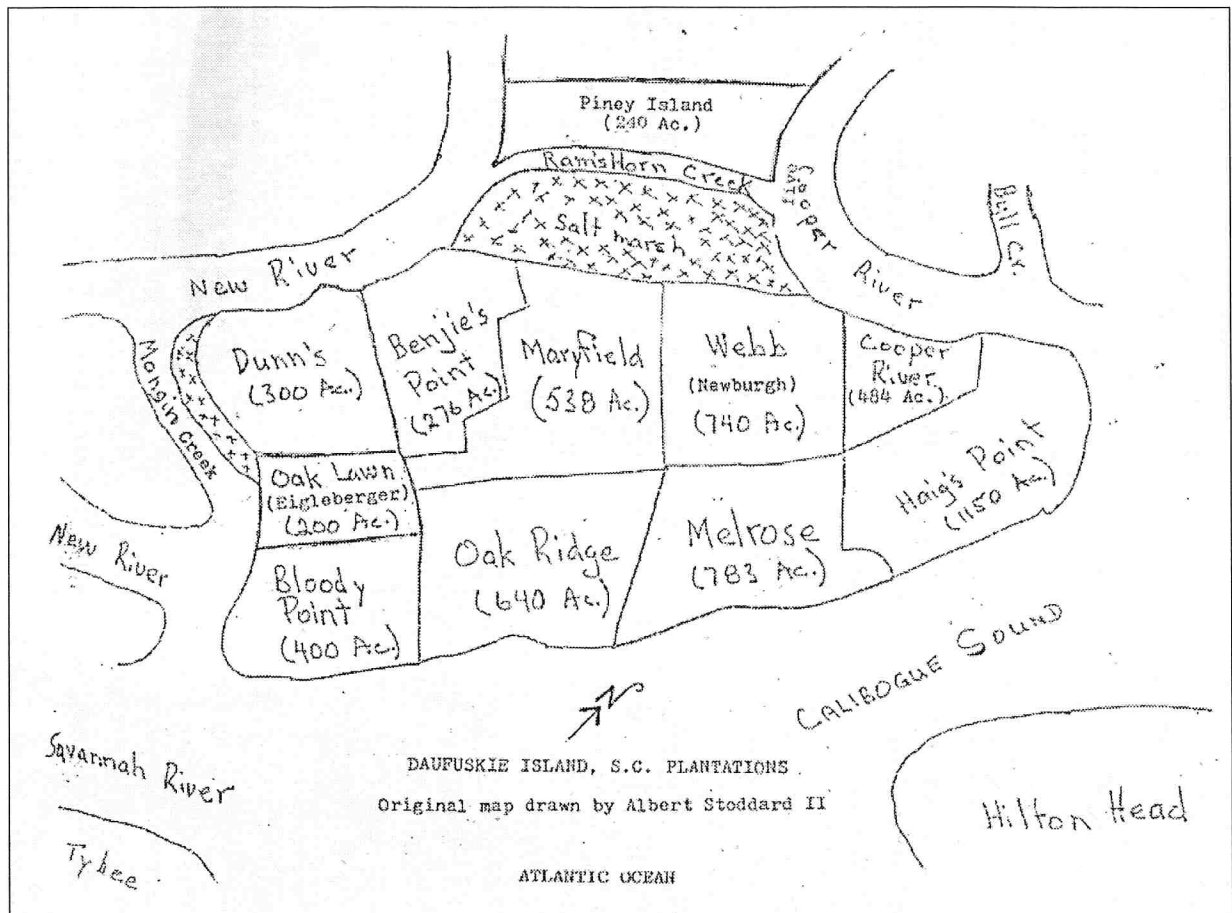 Piney Island
(240 Ac.)
Ram's Horn Creek
Salt marsh
Cooper River
Bull Cr.
New River
Mongin Creek
Dunn's
(300 Ac.)
Benjie's
Point
(276 Ac.)
Maryfield
(538 Ac.)
Webb
(Newburgh)
(740 Ac.)
Cooper
River
(484 Ac.)
Haig's Point
(1150 Ac.)
Oak Lawn
(Eigleberger)
(200 Ac.)
New River
Bloody
Point
(400 Ac.)
Oak Ridge
(640 Ac.)
Melrose
(783 Ac.)
N
CALIBOGUE SOUND
Savannah River
Tybee
DAUFUSKIE ISLAND, S.C. PLANTATIONS
Original map drawn by Albert Stoddard II
ATLANTIC OCEAN
Hilton Head